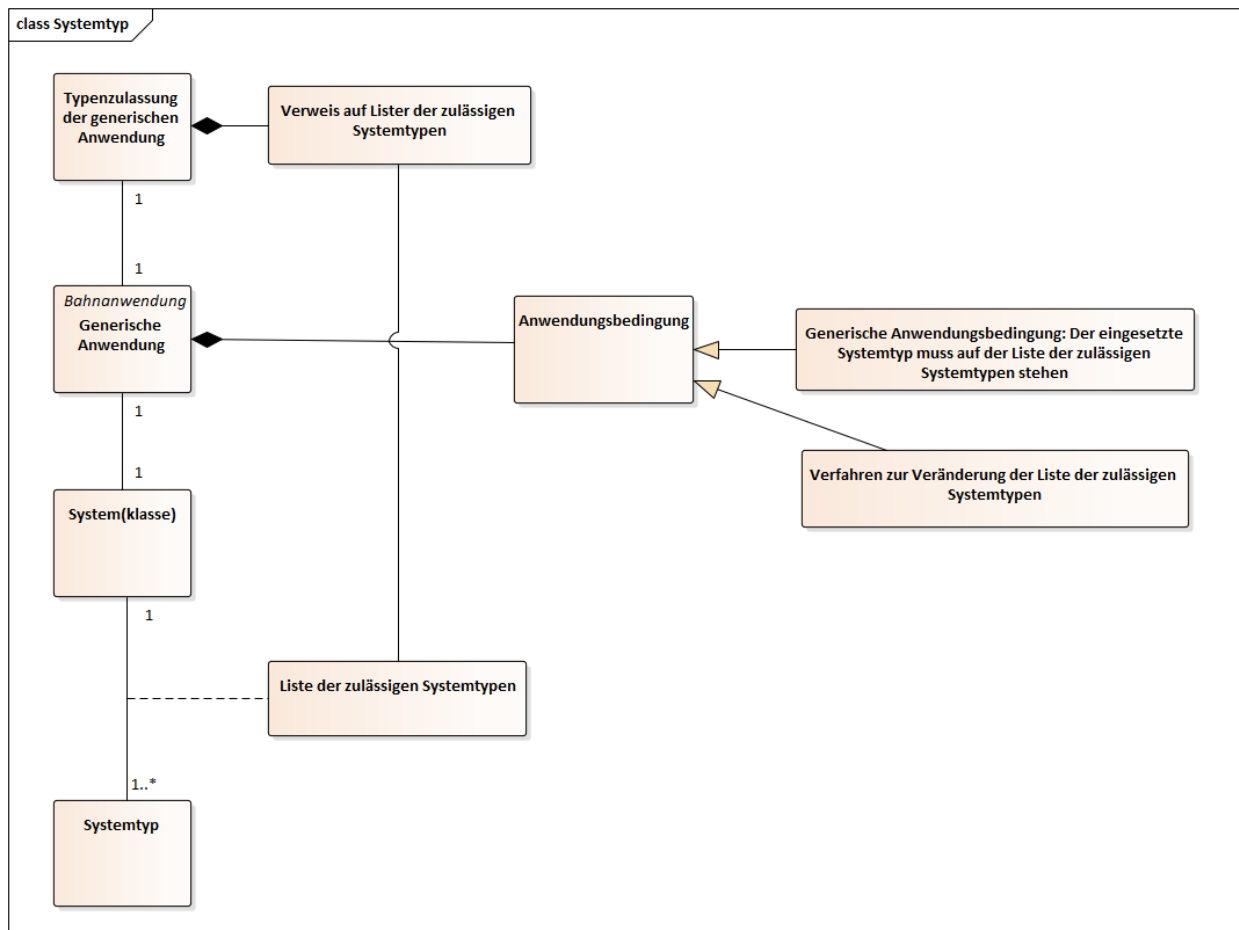 class Systemtyp
Typenzulassung
der generischen
Anwendung
Verweis auf Lister der zulässigen
Systemtypen
1
1
Bahnanwendung
Generische
Anwendung
Anwendungsbedingung
Generische Anwendungsbedingung: Der eingesetzte
Systemtyp muss auf der Liste der zulässigen
Systemtypen stehen
1
Verfahren zur Veränderung der Liste der zulässigen
Systemtypen
1
System(klasse)
1
Liste der zulässigen Systemtypen
1..*
Systemtyp